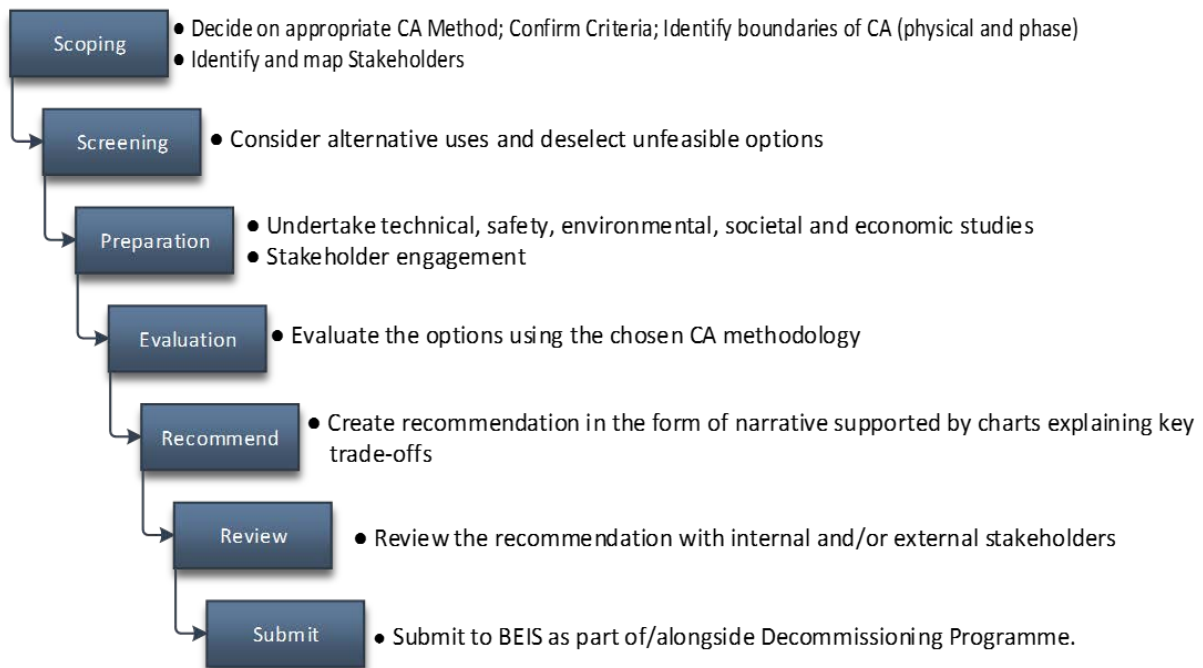 Scoping
● Decide on appropriate CA Method; Confirm Criteria; Identify boundaries of CA (physical and phase)
● Identify and map Stakeholders
Screening
● Consider alternative uses and deselect unfeasible options
Preparation
● Undertake technical, safety, environmental, societal and economic studies
● Stakeholder engagement
Evaluation
● Evaluate the options using the chosen CA methodology
Recommend
● Create recommendation in the form of narrative supported by charts explaining key
trade-offs
Review
● Review the recommendation with internal and/or external stakeholders
Submit
● Submit to BEIS as part of/alongside Decommissioning Programme.